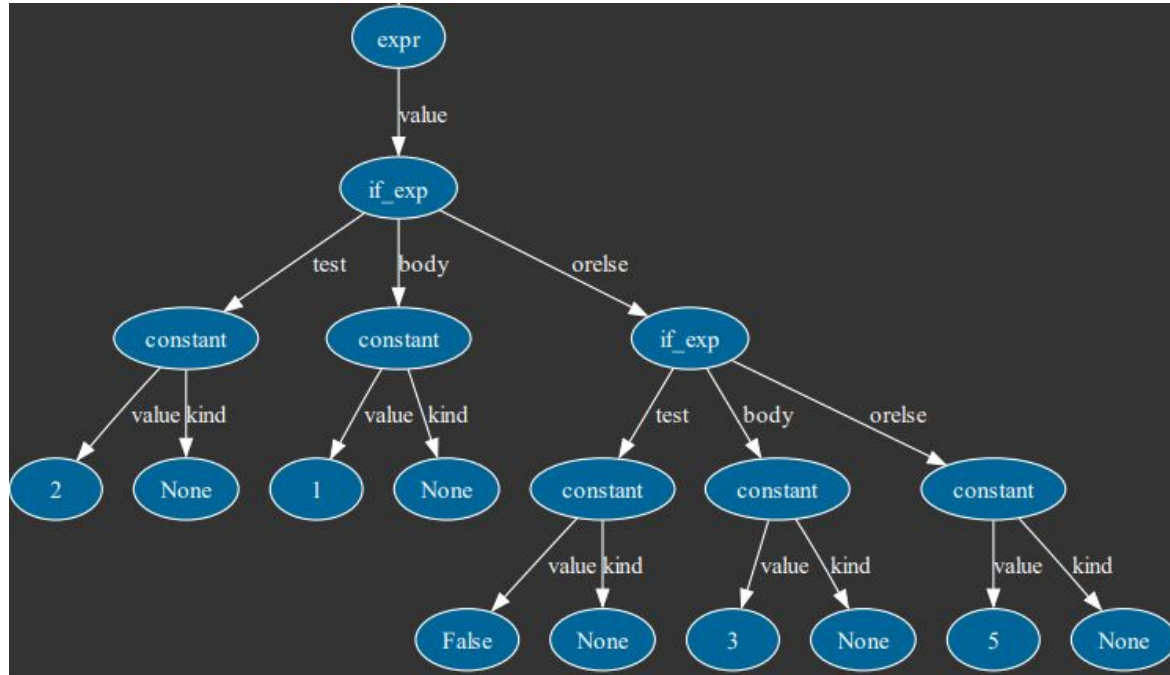 expr
value
if_exp
test body orelse
constant constant if_exp
value kind value kind test body orelse
2 None 1 None constant constant constant
value kind value kind value kind
False None 3 None 5 None